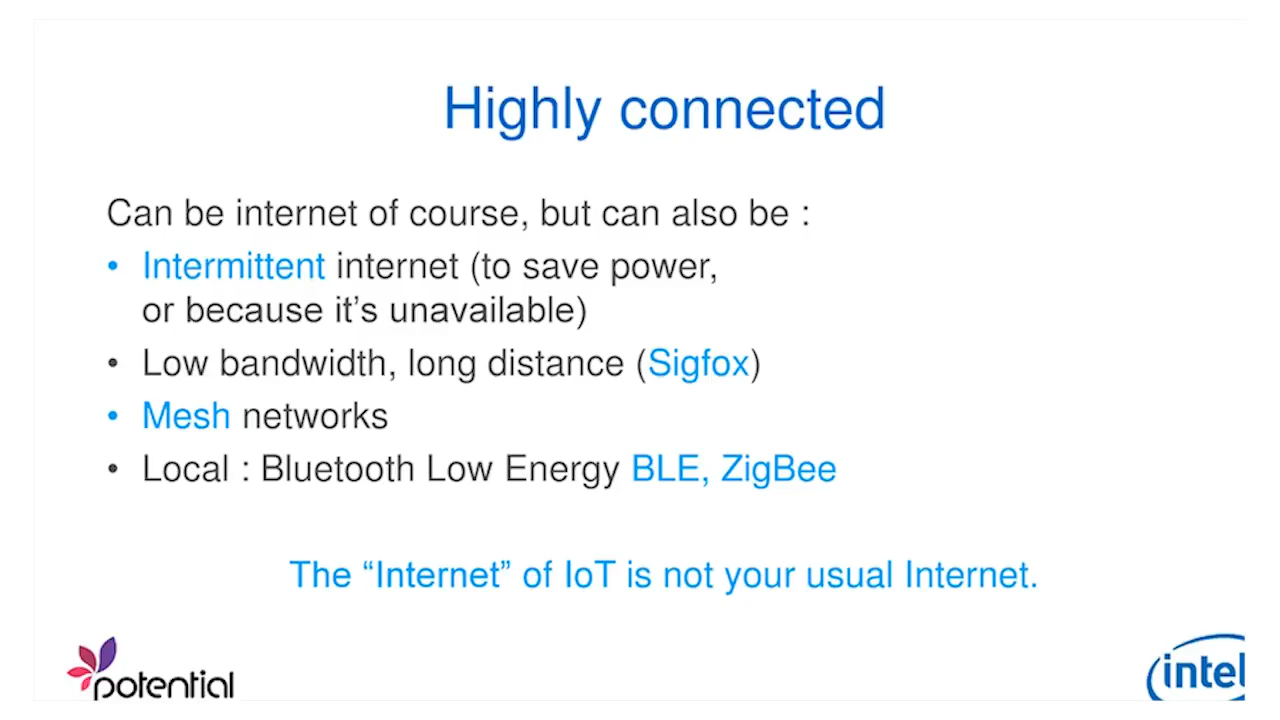 Highly connected
Can be internet of course, but can also be :
• Intermittent internet (to save power,
or because it’s unavailable)
• Low bandwidth, long distance (Sigfox)
• Mesh networks
• Local : Bluetooth Low Energy BLE, ZigBee
The “Internet” of IoT is not your usual Internet.
potential
intel